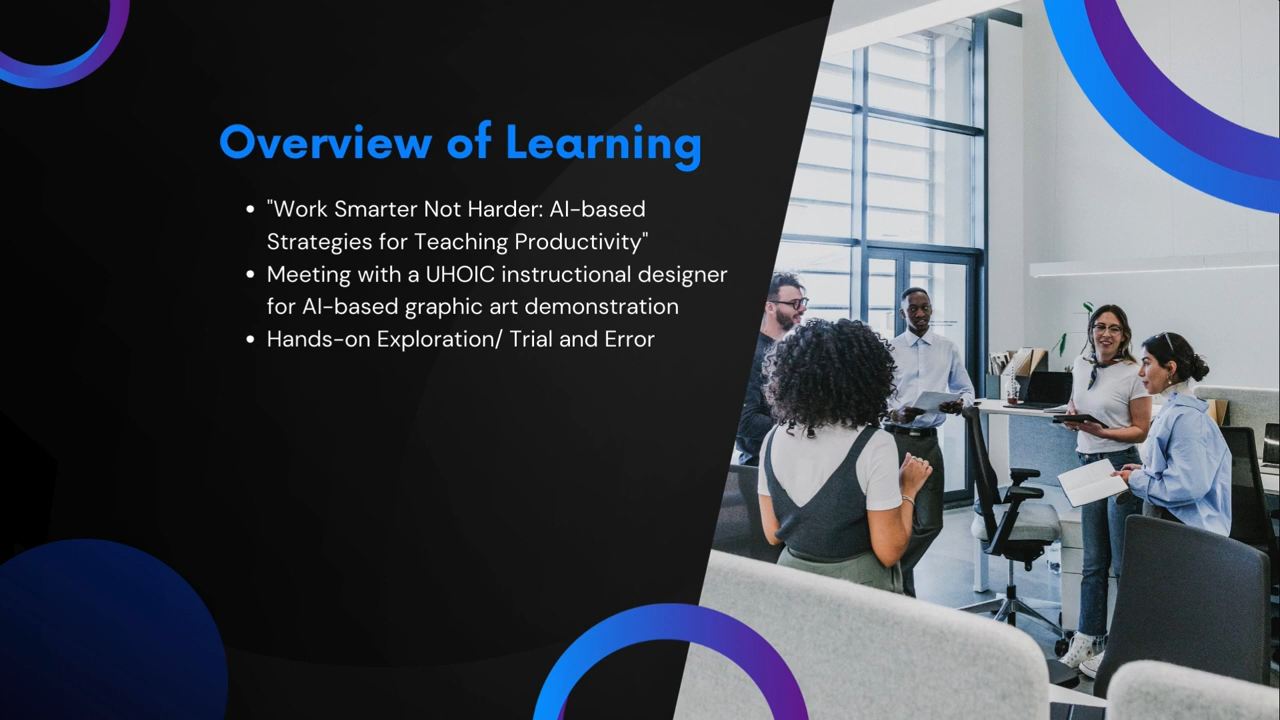 Overview of Learning
"Work Smarter Not Harder: AI-based
Strategies for Teaching Productivity"
Meeting with a UHOIC instructional designer
for AI-based graphic art demonstration
Hands-on Exploration/ Trial and Error